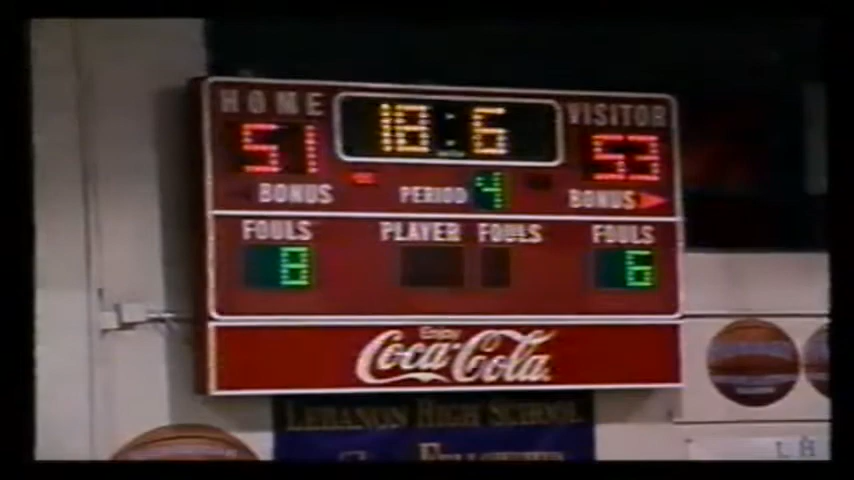 HOME 18:6 VISITOR
51 53
BONUS PERIOD 4 BONUS
FOULS PLAYER FOULS FOULS
8 6
Enjoy
Coca-Cola
LEBANON HIGH SCHOOL
L H